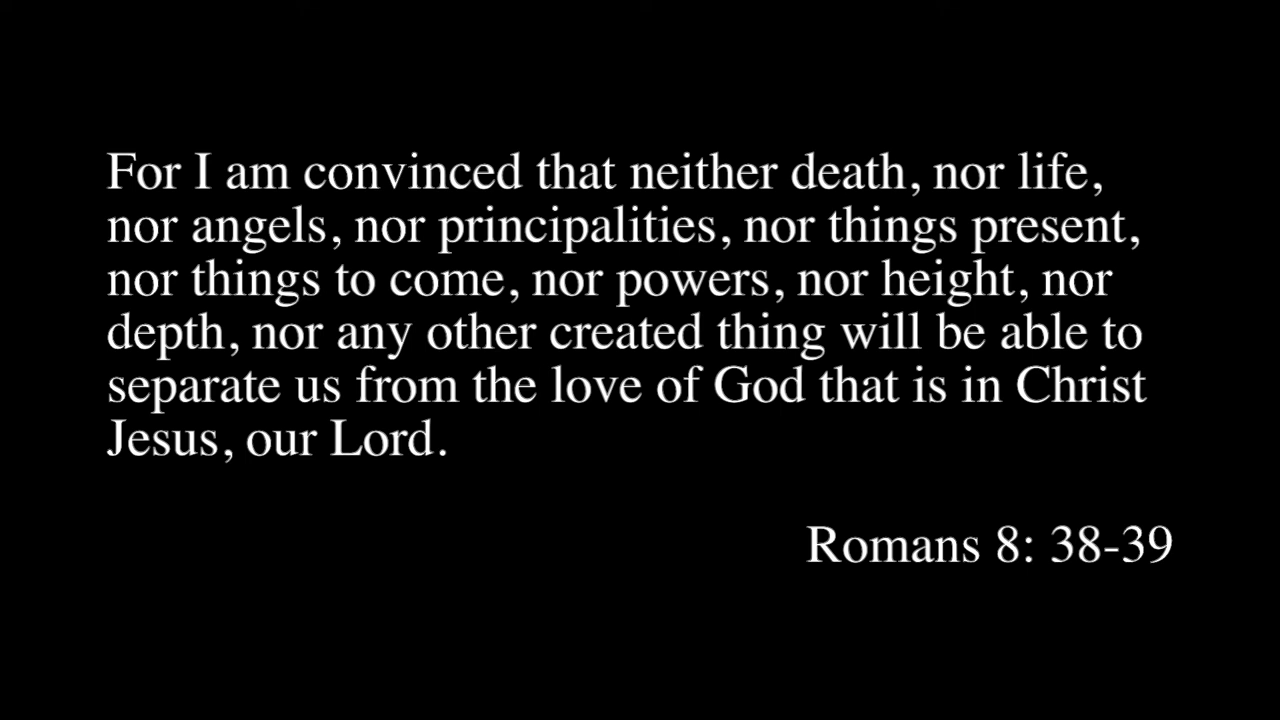 For I am convinced that neither death, nor life,
nor angels, nor principalities, nor things present,
nor things to come, nor powers, nor height, nor
depth, nor any other created thing will be able to
separate us from the love of God that is in Christ
Jesus, our Lord.
Romans 8: 38-39